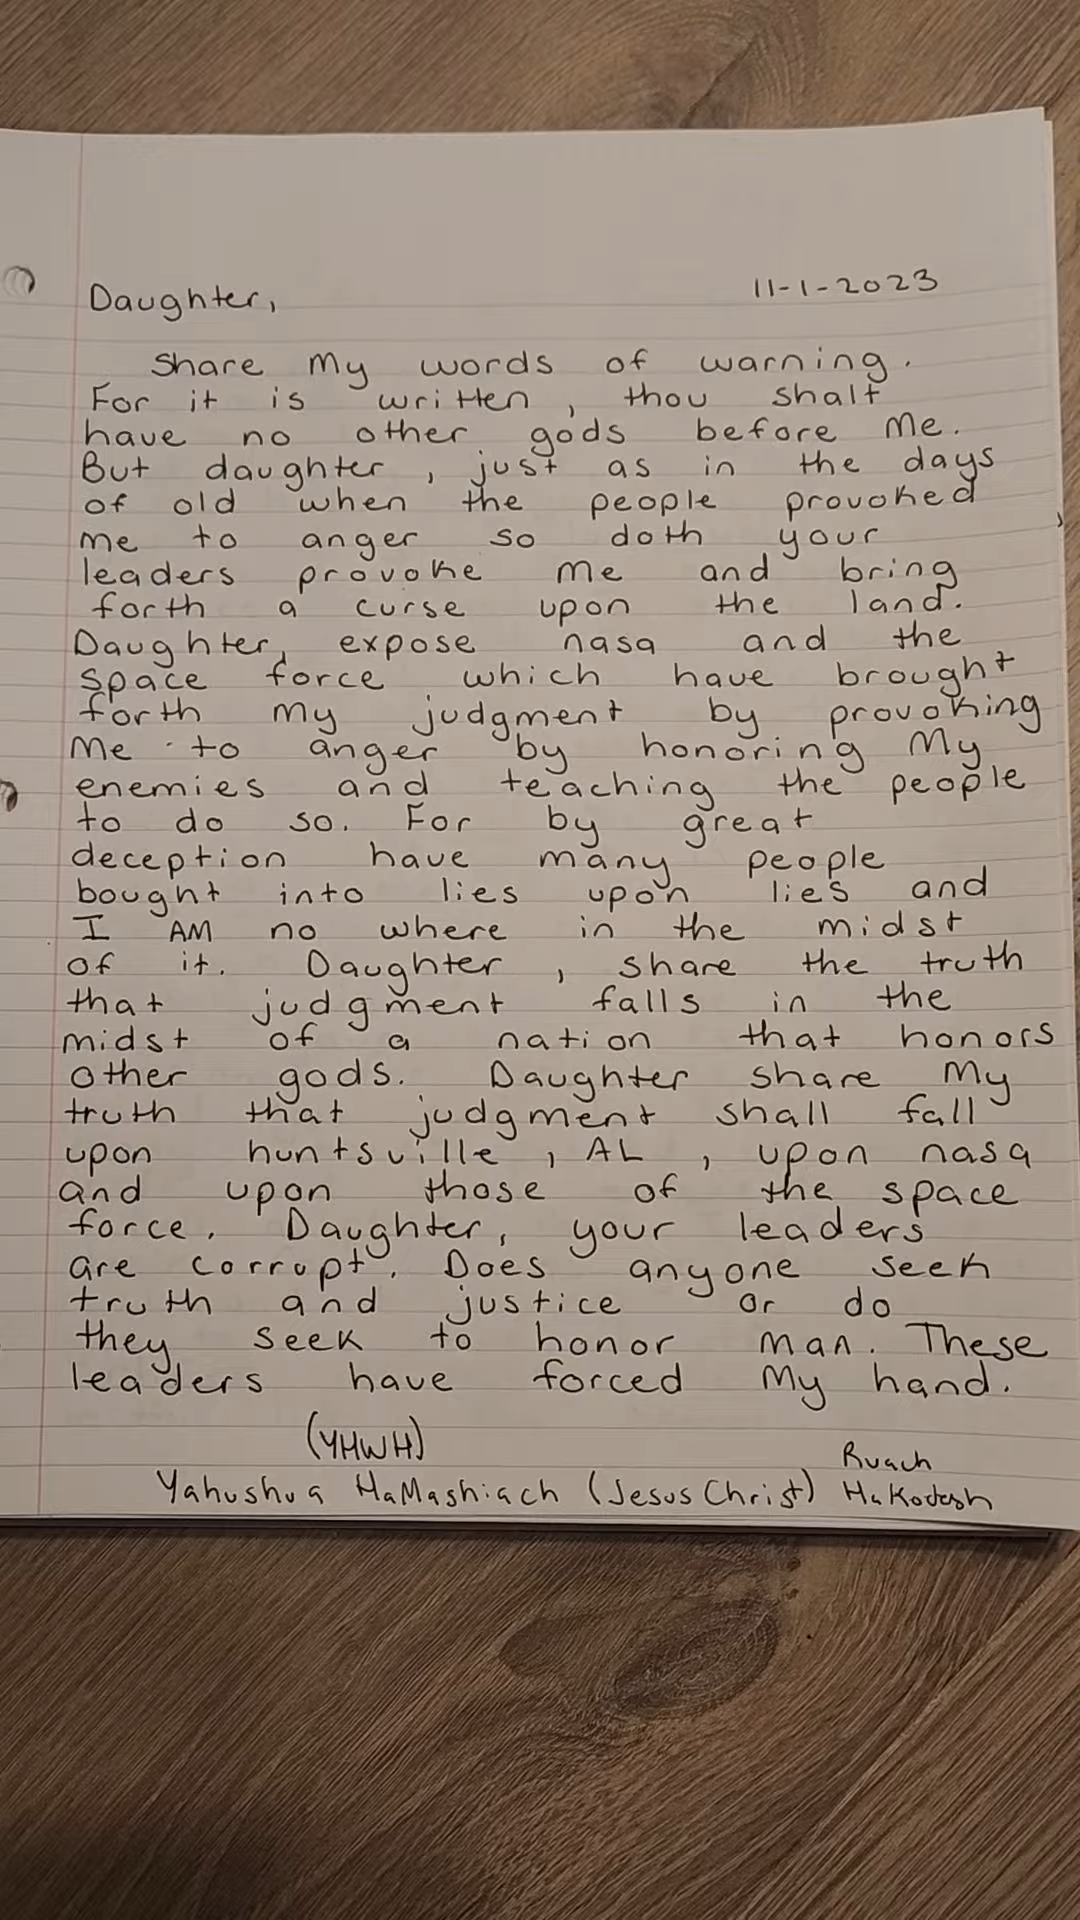 Daughter, 11-1-2023
Share My words of warning.
For it is written, thou shalt
have no other gods before Me.
But daughter, just as in the days
of old when the people provoked
me to anger so doth your
leaders provoke Me and bring
forth a curse upon the land.
Daughter, expose nasa and the
space force which have brought
forth My judgment by provoking
Me to anger by honoring My
enemies and teaching the people
to do so. For by great
deception have many people
bought into lies upon lies and
I AM no where in the midst
of it. Daughter, share the truth
that judgment falls in the
midst of a nation that honors
other gods. Daughter share My
truth that judgment shall fall
upon huntsville, AL, upon nasa
and upon those of the space
force. Daughter, your leaders
are corrupt. Does anyone seek
truth and justice or do
they seek to honor man. These
leaders have forced My hand.
(YHWH)
Yahushua HaMashiach (Jesus Christ) Ruach
HaKodesh